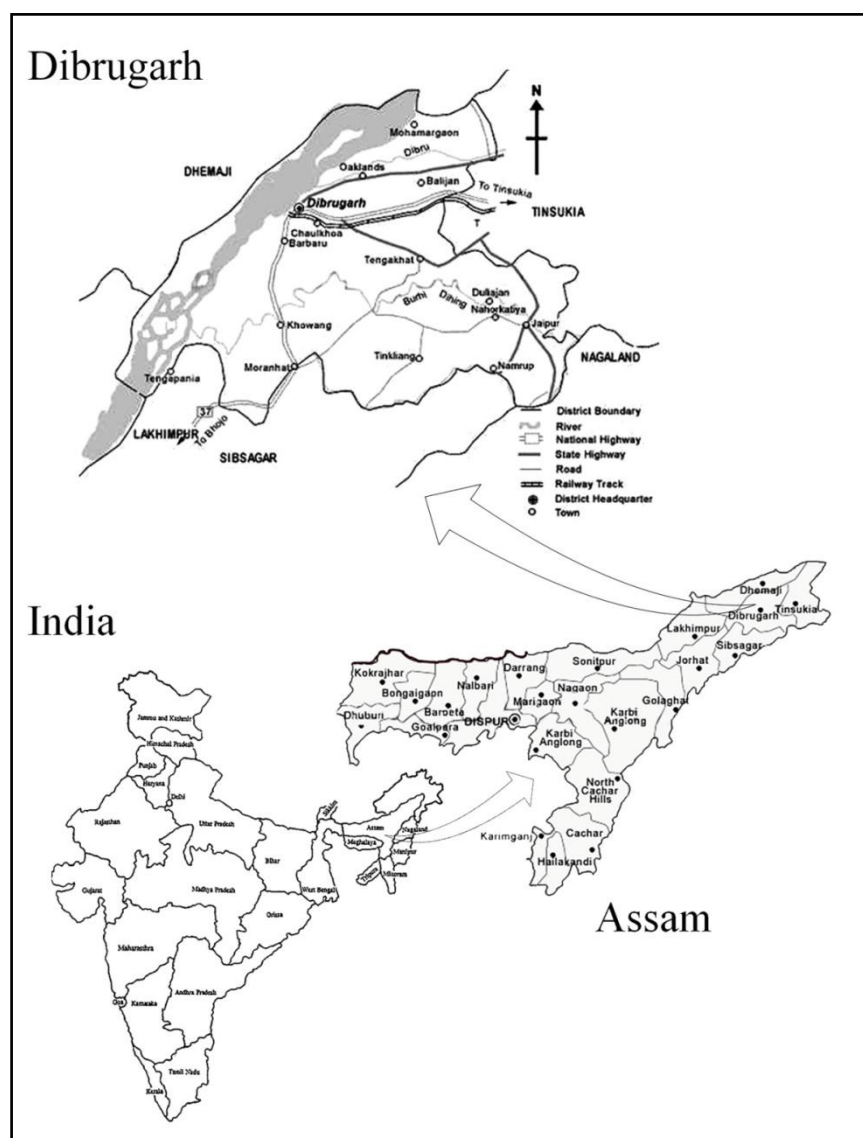 Dibrugarh
N
Mohamargaon
Dibru
DHEMAJI
Oaklands
Balijan
To Tinsukia
Dibrugarh
TINSUKIA
T
Chaulkhoa
Barbaru
Tengakhat
Duliajan
Burhi Dihing
Nahorkatiya
Khowang
Jaipur
NAGALAND
Tinkliang
Moranhat
Namrup
Tengapania
37
LAKHIMPUR
To Bhojo
SIBSAGAR
District Boundary
River
National Highway
State Highway
Road
Railway Track
District Headquarter
Town
India
Dhemaji
Dibrugarh
Tinsukia
Lakhimpur
Sibsagar
Jorhat
Sonitpur
Darrang
Kokrajhar
Nalbari
Bongaigaon
Nagaon
Marigaon
Golaghat
Barpeta
Dhuburi
DISPUR
Karbi
Anglong
Goalpara
Karbi
Anglong
North
Cachar
Hills
Karimganj
Cachar
Hailakandi
Assam
Jammu and Kashmir
Himachal Pradesh
Punjab
Haryana
Delhi
Rajasthan
Uttar Pradesh
Sikkim
Assam
Nagaland
Meghalaya
Manipur
Tripura
Mizoram
Bihar
West Bengal
Gujarat
Madhya Pradesh
Orissa
Maharasthra
Andhra Pradesh
Goa
Karnataka
Tamil Nadu
Kerala